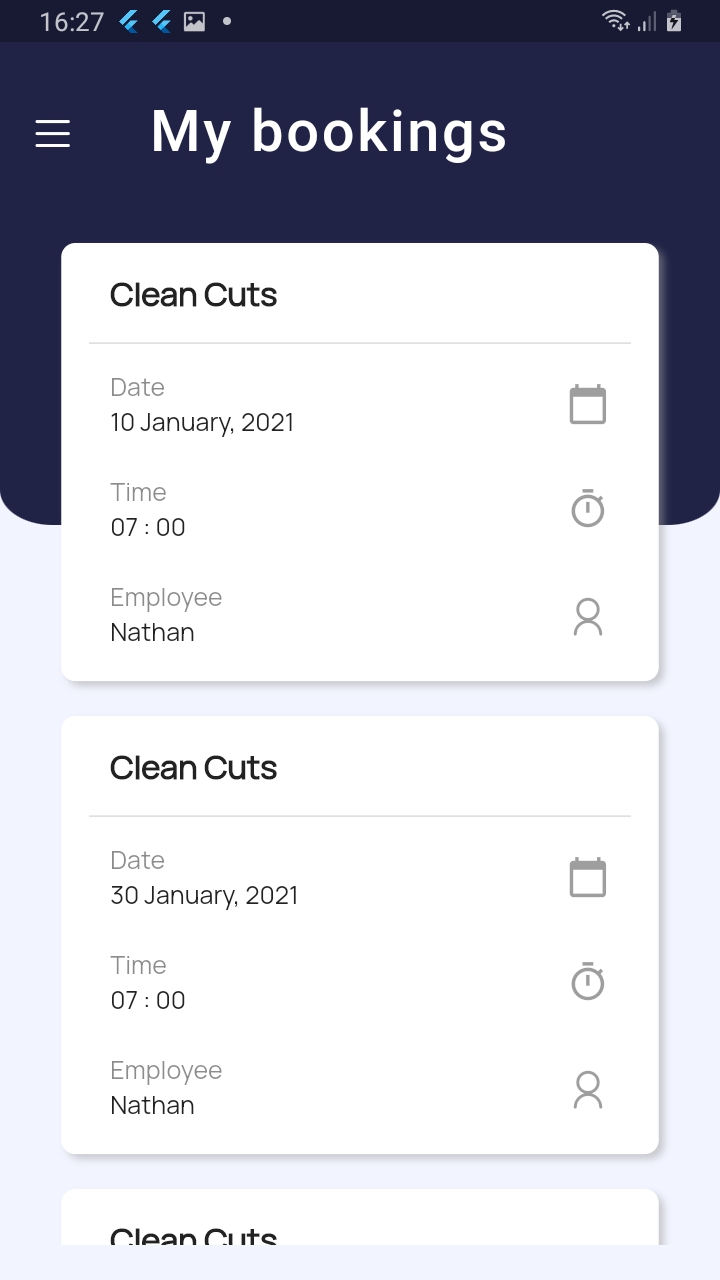 16:27
My bookings
Clean Cuts
Date
10 January, 2021
Time
07 : 00
Employee
Nathan
Clean Cuts
Date
30 January, 2021
Time
07 : 00
Employee
Nathan
Clean Cuts